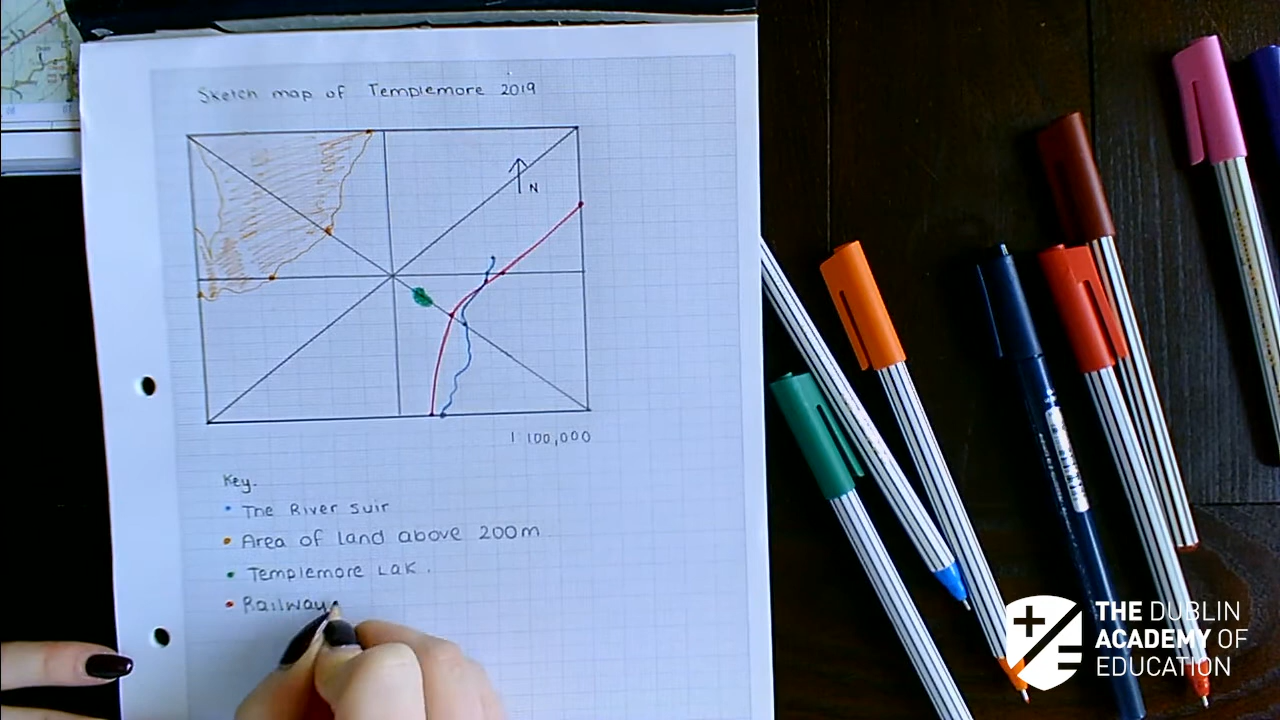 Sketch map of Templemore 2019
N
1 100,000
Key.
The River suir
Area of land above 200m
Templemore Lak.
Railway
THE DUBLIN
ACADEMY OF
EDUCATION